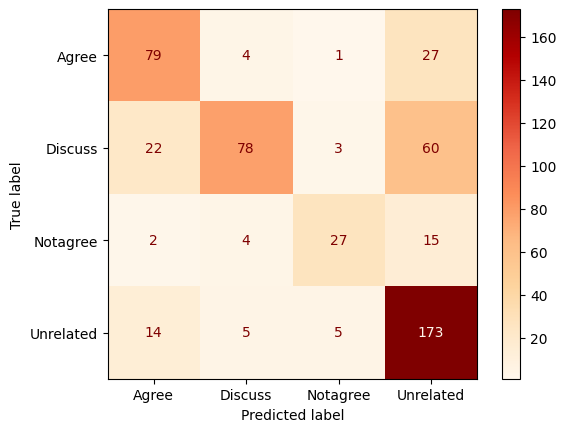 Agree 79 4 1 27
Discuss 22 78 3 60
Notagree 2 4 27 15
Unrelated 14 5 5 173
Agree Discuss Notagree Unrelated
Predicted label
True label
160
140
120
100
80
60
40
20